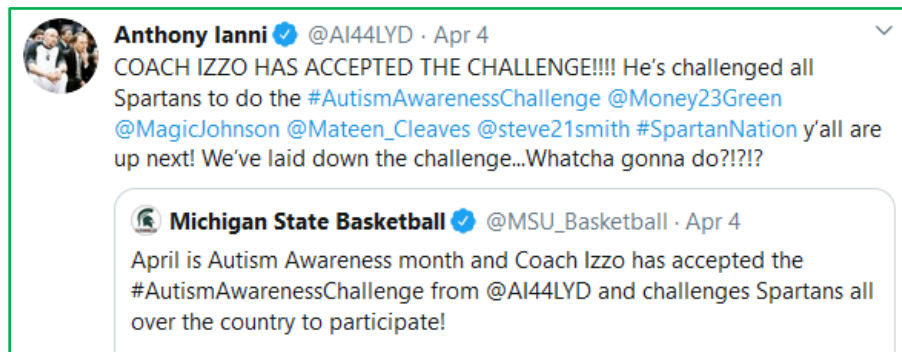 Anthony Ianni @AI44LYD · Apr 4
COACH IZZO HAS ACCEPTED THE CHALLENGE!!!! He's challenged all
Spartans to do the #AutismAwarenessChallenge @Money23Green
@MagicJohnson @Mateen_Cleaves @steve21smith #SpartanNation y'all are
up next! We've laid down the challenge...Whatcha gonna do?!?!?
Michigan State Basketball @MSU_Basketball · Apr 4
April is Autism Awareness month and Coach Izzo has accepted the
#AutismAwarenessChallenge from @AI44LYD and challenges Spartans all
over the country to participate!